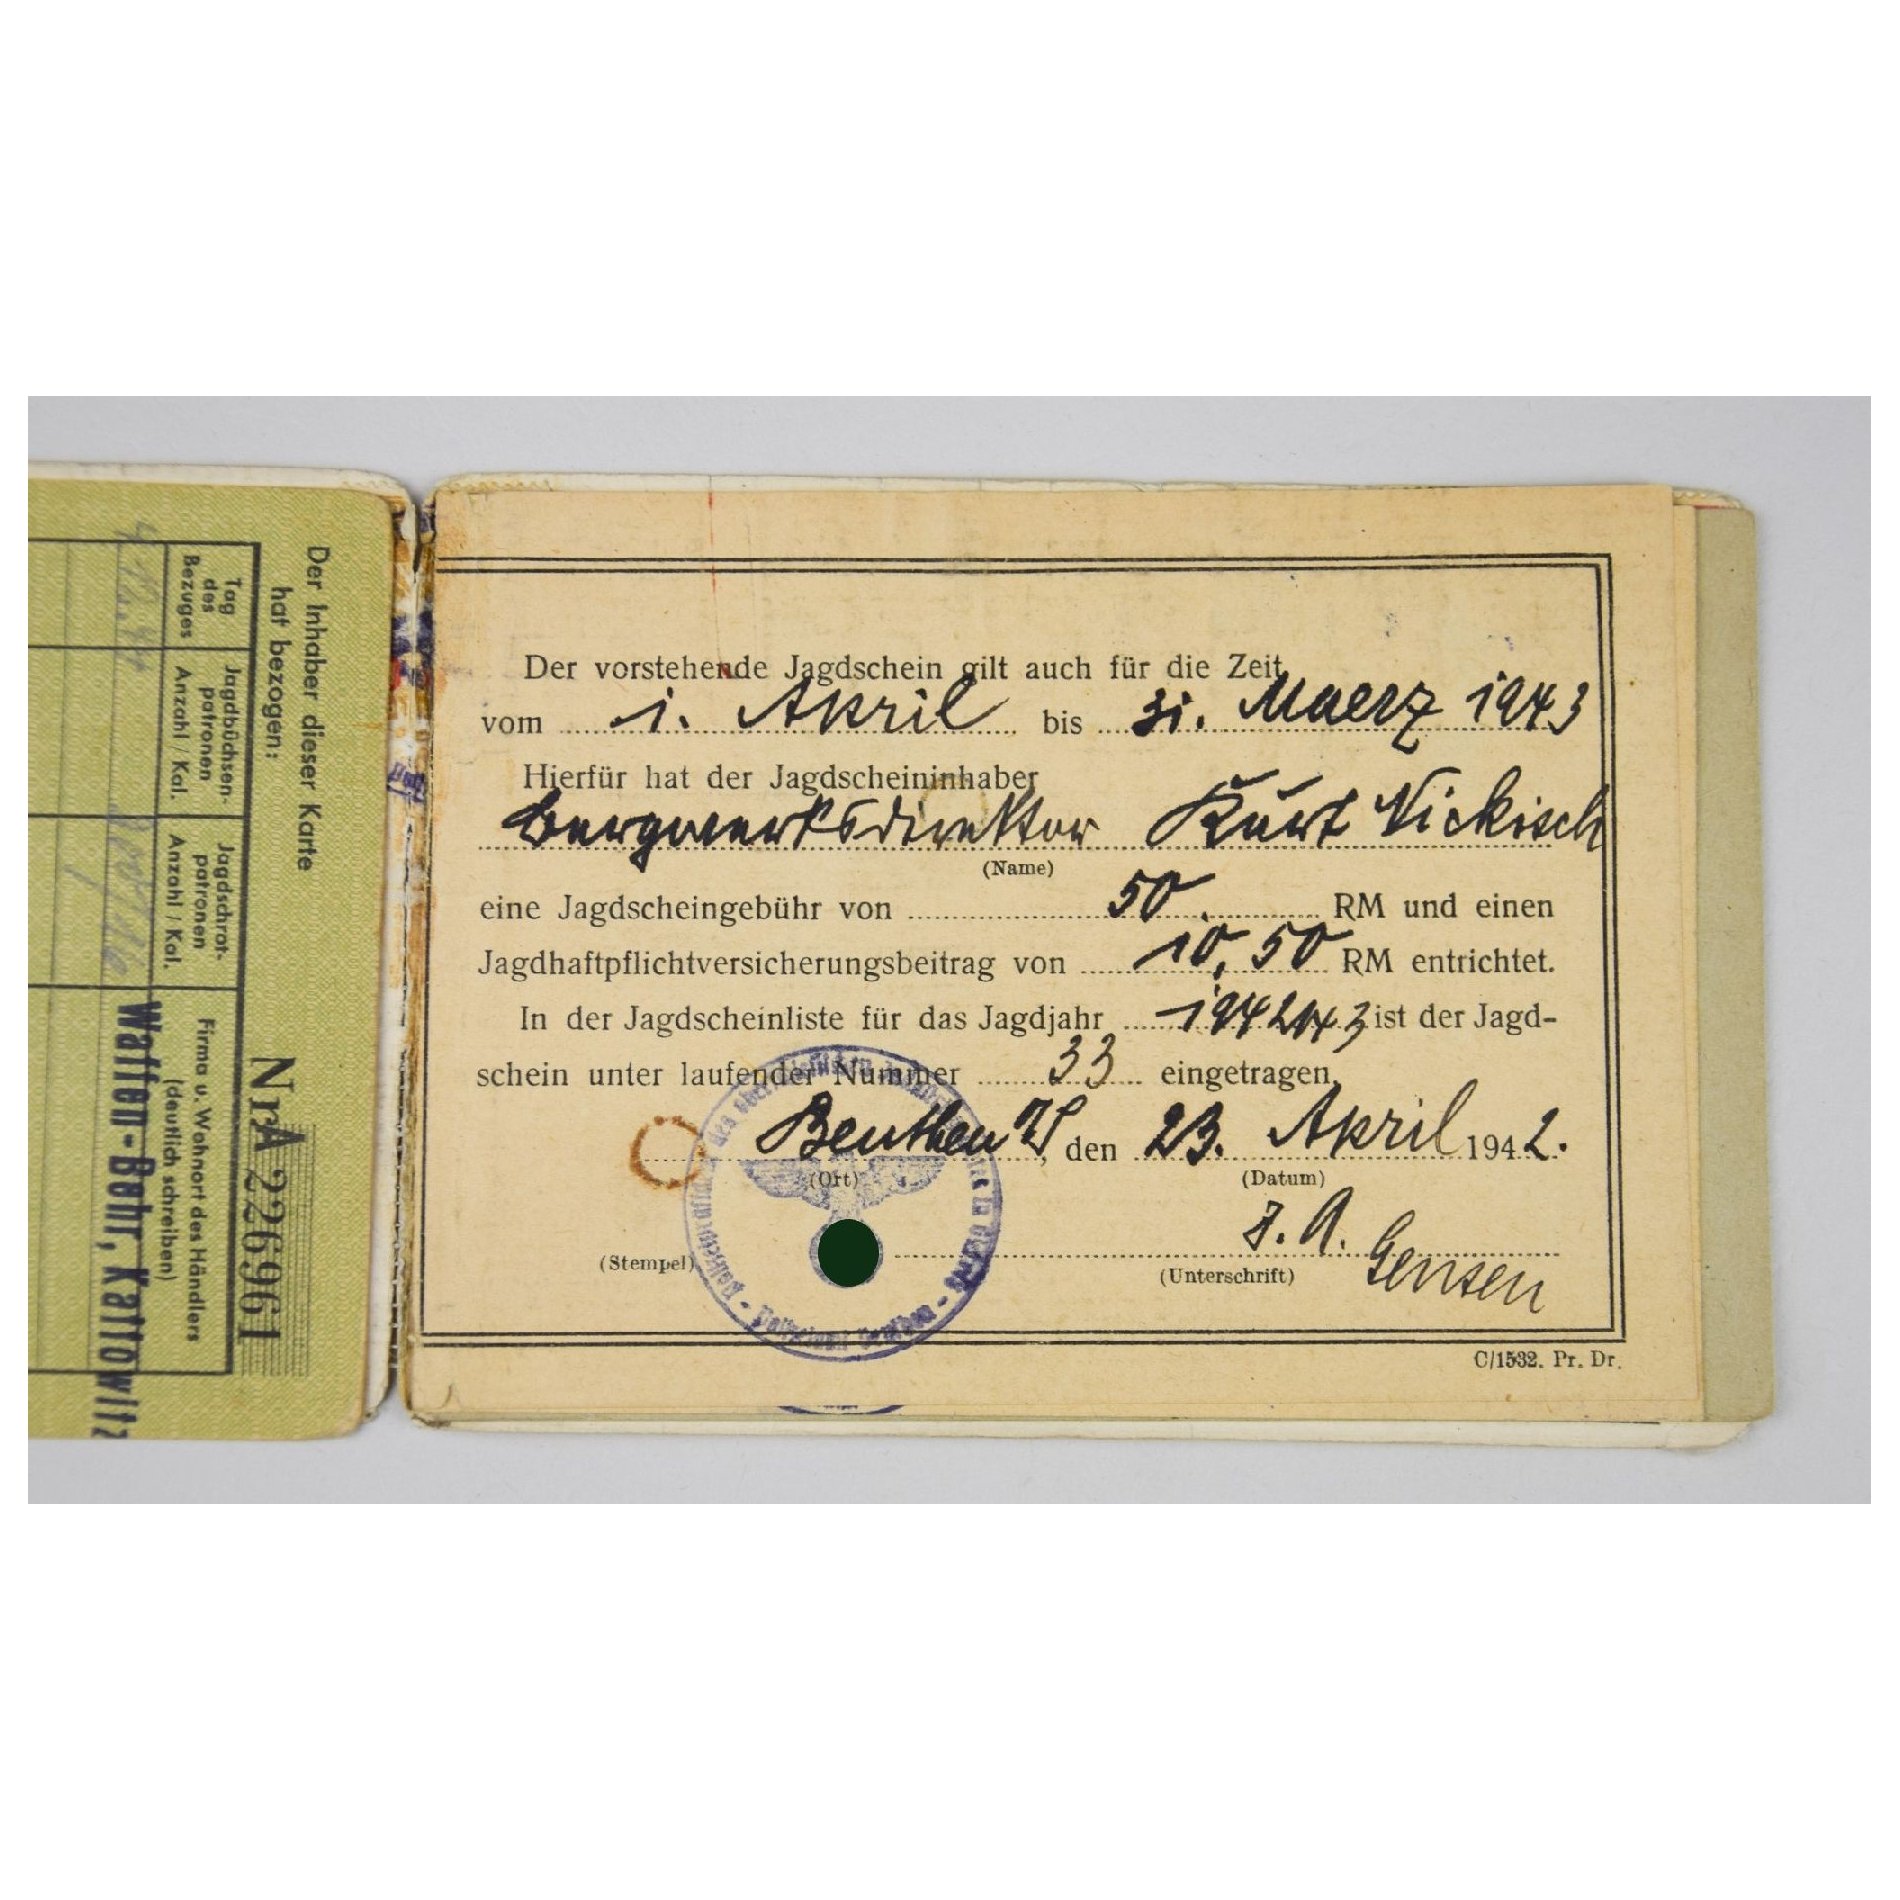 Der Inhaber dieser Karte
hat bezogen:
Nr A 226961
Tag
des
Bezuges
Jagdbüchsen-
patronen
Anzahl / Kal.
Jagdschrot-
patronen
Anzahl / Kal.
Firma u. Wohnort des Händlers
(deutlich schreiben)
Waffen-Behr, Kattowitz
Der vorstehende Jagdschein gilt auch für die Zeit
vom 1. April bis 31. Maerz 1943
Hierfür hat der Jagdscheininhaber
Bergwerksdirektor Kurt Nickisch
(Name)
eine Jagdscheingebühr von 50. RM und einen
Jagdhaftpflichtversicherungsbeitrag von 10,50 RM entrichtet.
In der Jagdscheinliste für das Jagdjahr 1942/43 ist der Jagd-
schein unter laufender Nummer 33 eingetragen.
Beuthen, den 23. April 1942.
(Ort) (Datum)
J. A. Gensen
(Stempel) (Unterschrift)
C/1532. Pr. Dr.